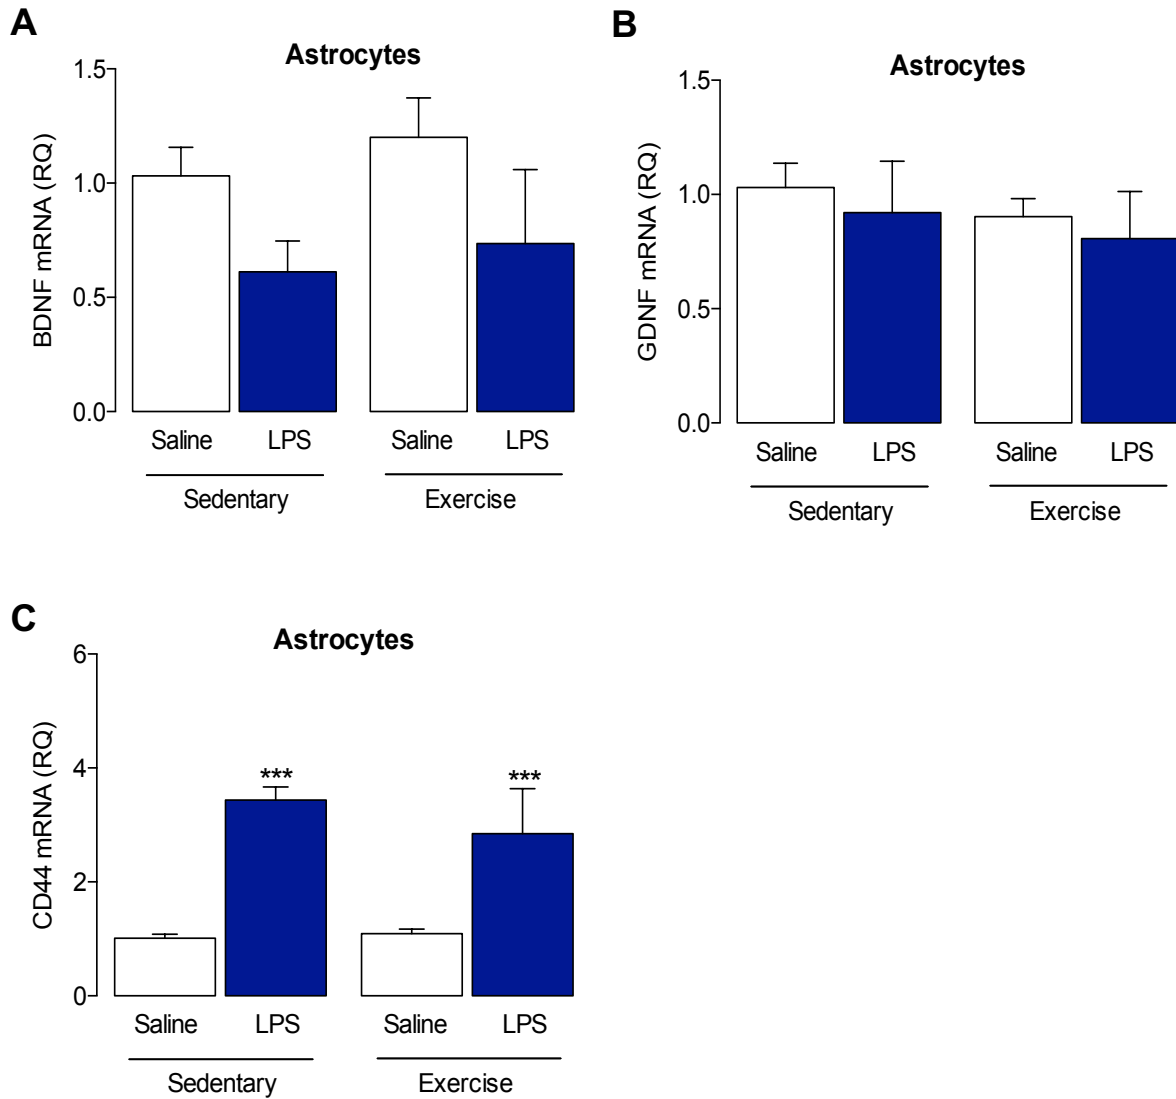 A
Astrocytes
BDNF mRNA (RQ)
1.5
1.0
0.5
0.0
Saline LPS Saline LPS
Sedentary Exercise
B
Astrocytes
GDNF mRNA (RQ)
1.5
1.0
0.5
0.0
Saline LPS Saline LPS
Sedentary Exercise
C
Astrocytes
CD44 mRNA (RQ)
6
4
2
0
*** ***
Saline LPS Saline LPS
Sedentary Exercise